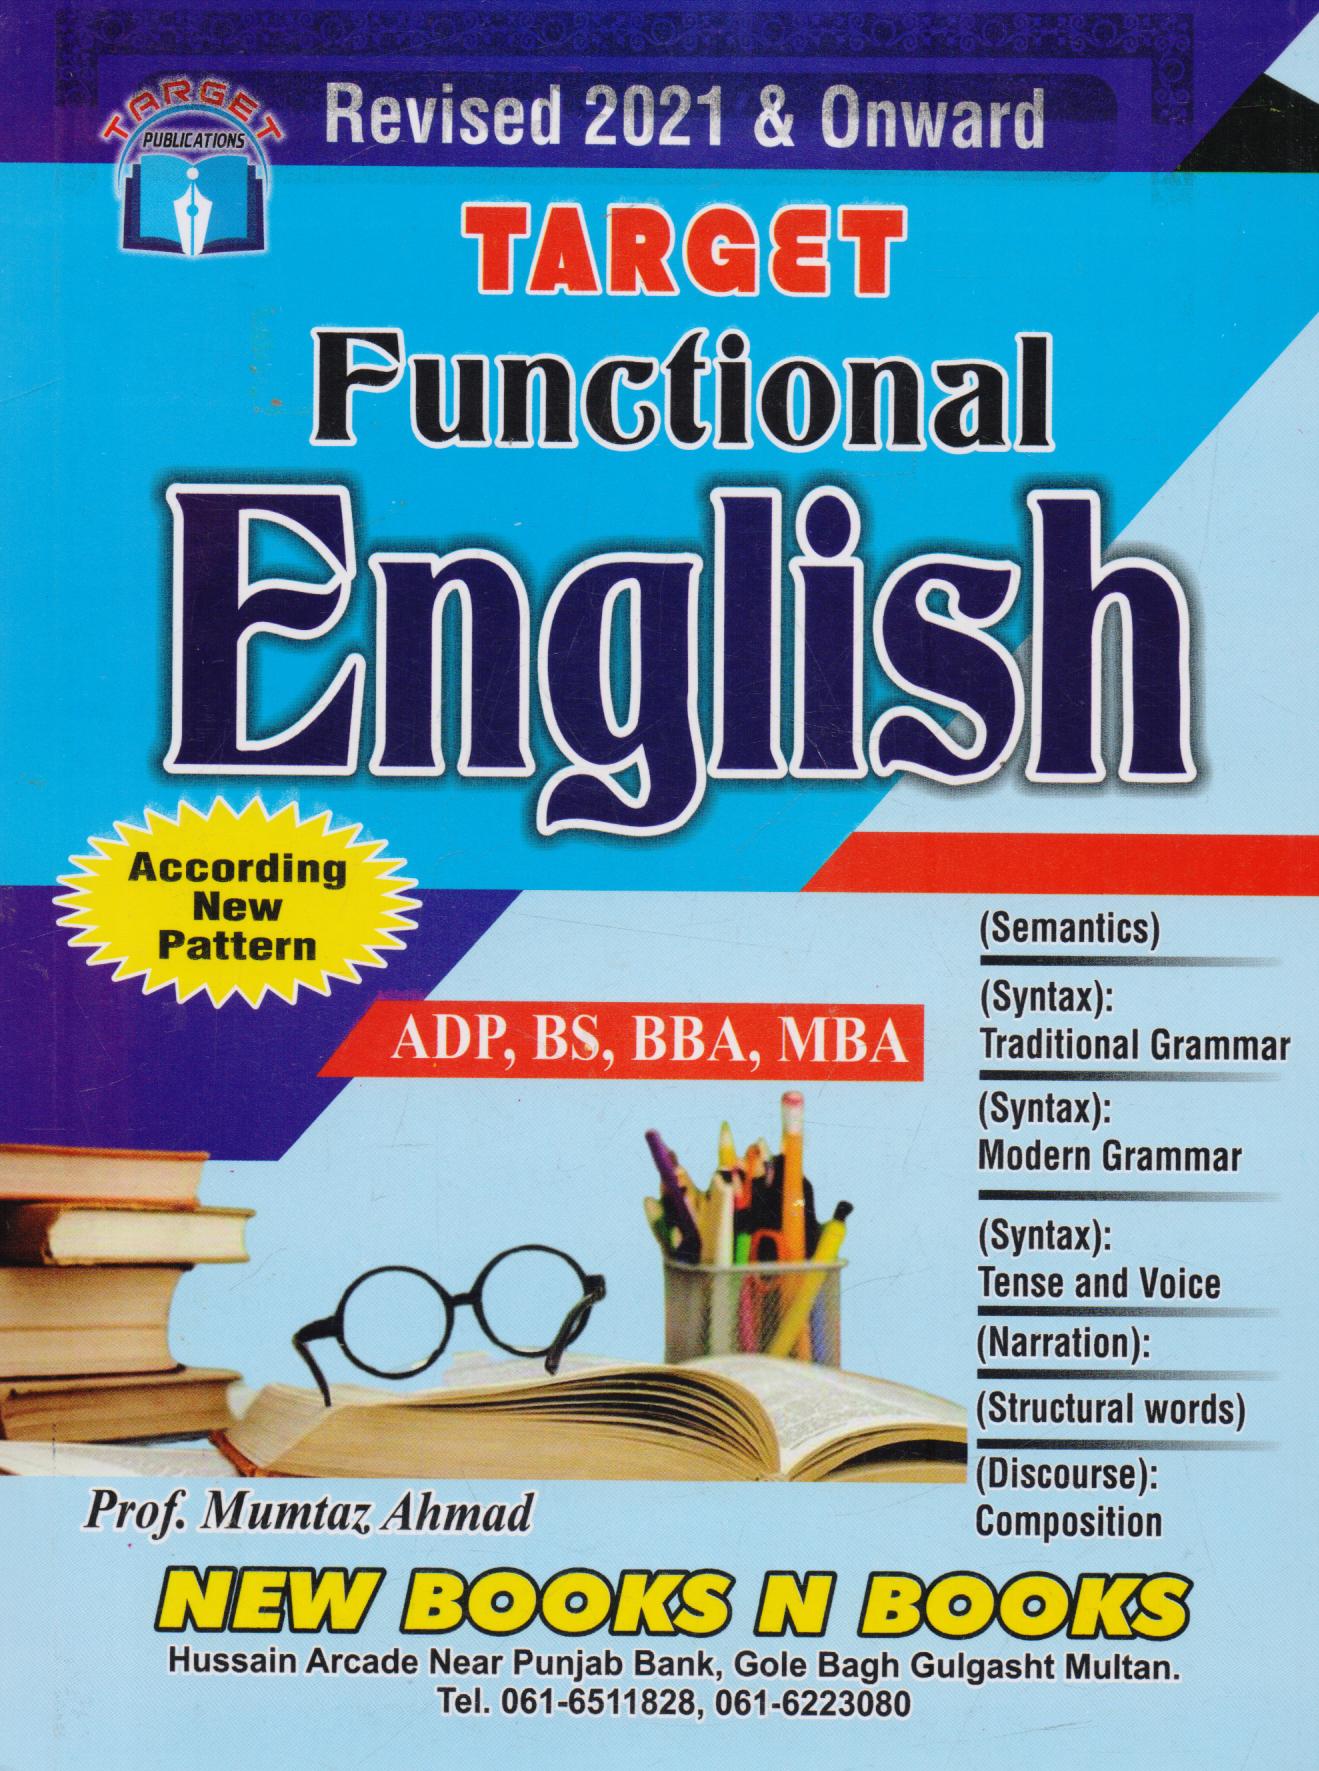 TARGET
PUBLICATIONS
Revised 2021 & Onward
TARGET
Functional
English
According
New
Pattern
ADP, BS, BBA, MBA
(Semantics)
(Syntax):
Traditional Grammar
(Syntax):
Modern Grammar
(Syntax):
Tense and Voice
(Narration):
(Structural words)
(Discourse):
Composition
Prof. Mumtaz Ahmad
NEW BOOKS N BOOKS
Hussain Arcade Near Punjab Bank, Gole Bagh Gulgasht Multan.
Tel. 061-6511828, 061-6223080